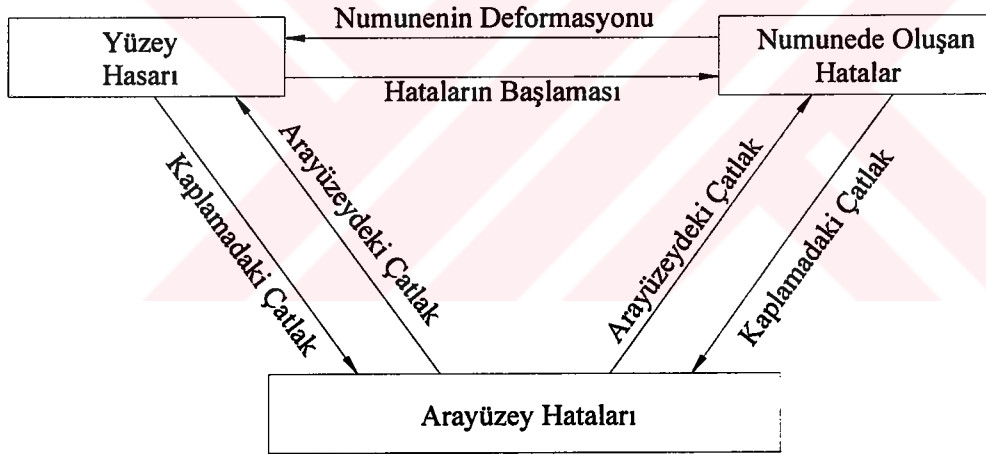 Numunenin Deformasyonu
Yüzey
Hasarı
Numunede Oluşan
Hatalar
Hataların Başlaması
Kaplamadaki Çatlak
Arayüzeydeki Çatlak
Arayüzeydeki Çatlak
Kaplamadaki Çatlak
Arayüzey Hataları